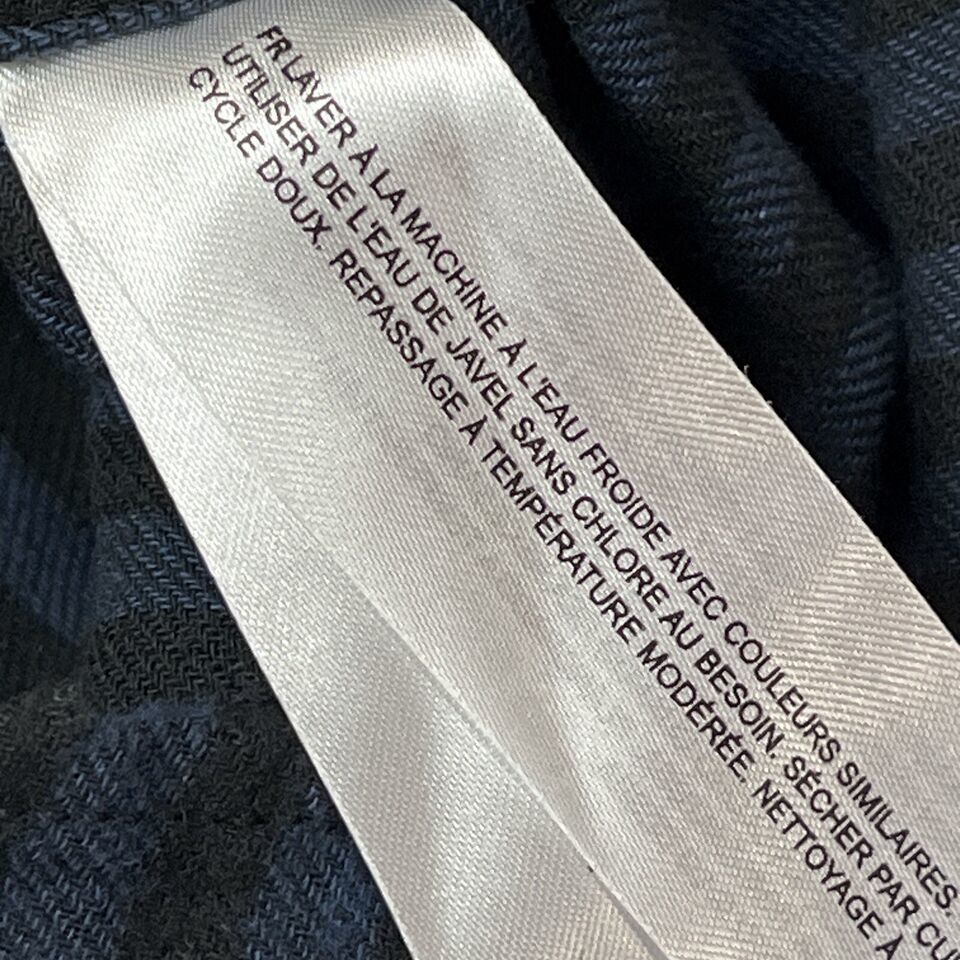 FR LAVER À LA MACHINE À L'EAU FROIDE AVEC COULEURS SIMILAIRES.
UTILISER DE L'EAU DE JAVEL SANS CHLORE AU BESOIN. SÉCHER PAR
CYCLE DOUX. REPASSAGE À TEMPÉRATURE MODÉRÉE. NETTOYAGE À